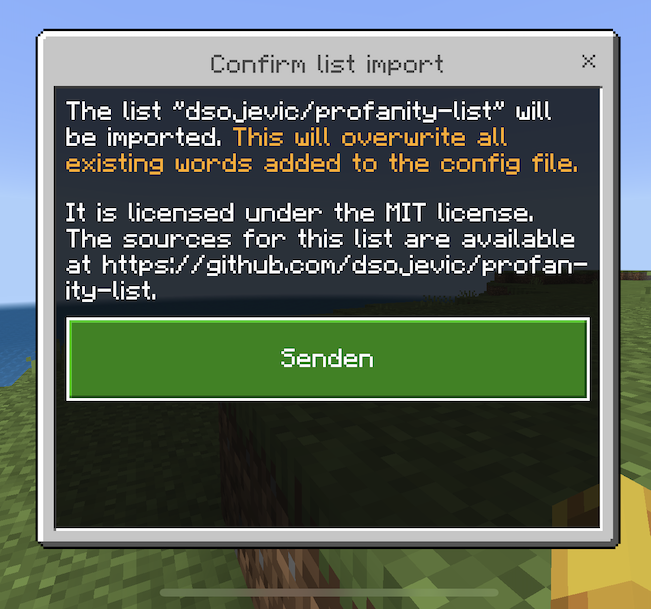 Confirm list import
The list "dsojevic/profanity-list" will
be imported. This will overwrite all
existing words added to the config file.
It is licensed under the MIT license.
The sources for this list are available
at https://github.com/dsojevic/profan-
ity-list.
Senden